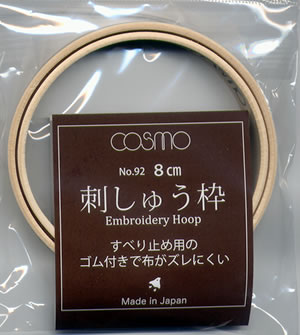 COSMO
No.92 8cm
刺しゅう枠
Embroidery Hoop
すべり止め用の
ゴム付きで布がズレにくい
Made in Japan